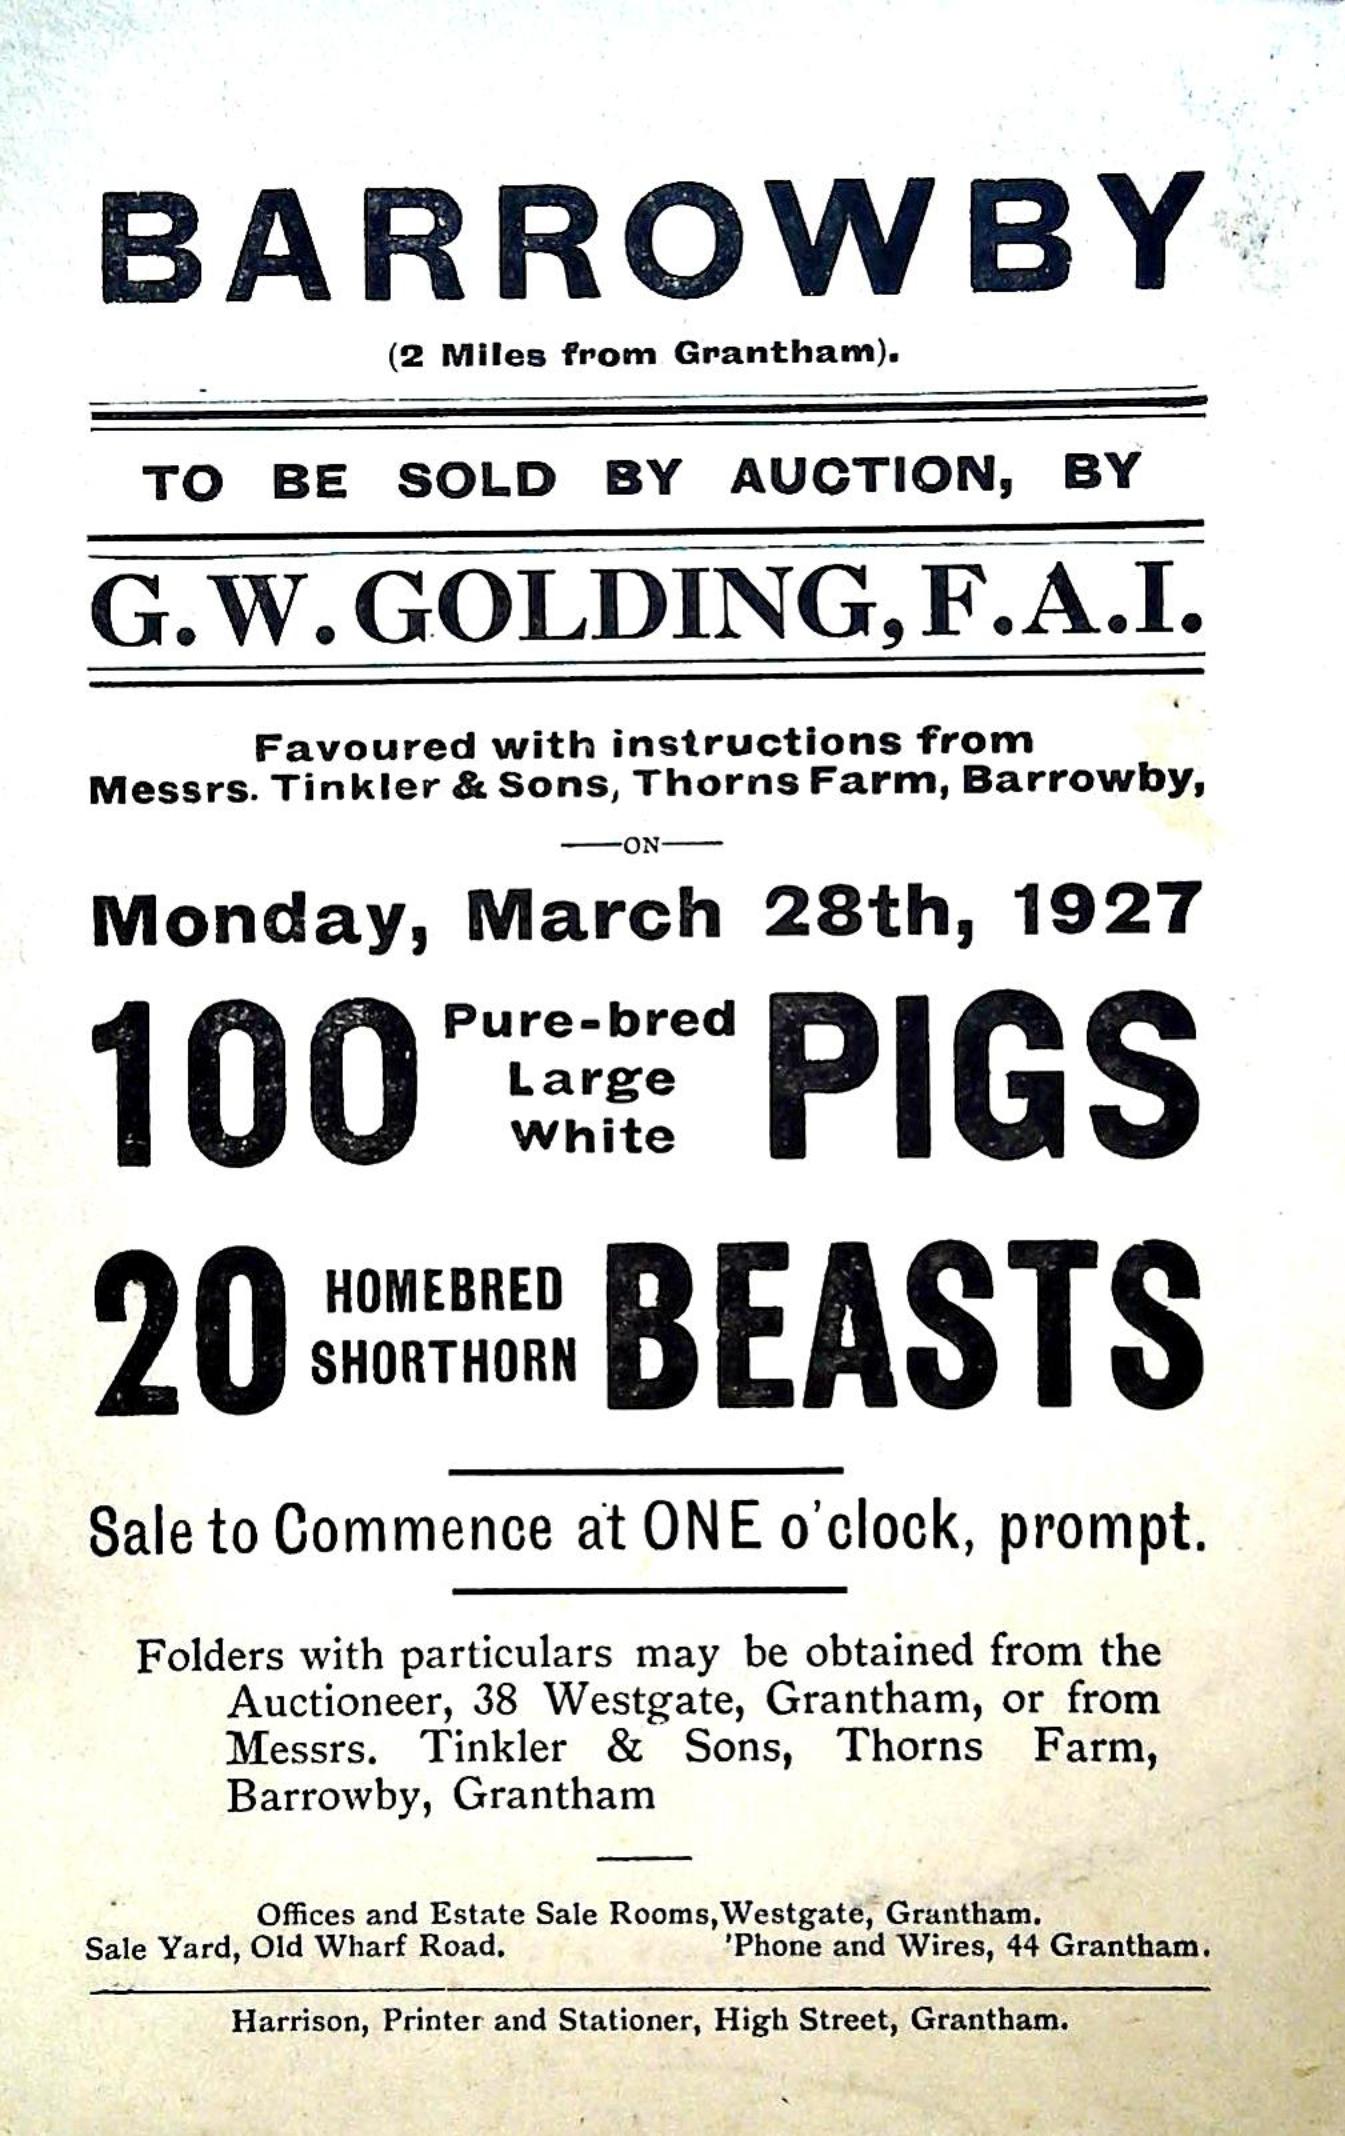 BARROWBY
(2 Miles from Grantham).
TO BE SOLD BY AUCTION, BY
G. W. GOLDING, F.A.I.
Favoured with instructions from
Messrs. Tinkler & Sons, Thorns Farm, Barrowby,
—ON—
Monday, March 28th, 1927
100 Pure-bred Large White PIGS
20 HOMEBRED SHORTHORN BEASTS
Sale to Commence at ONE o'clock, prompt.
Folders with particulars may be obtained from the
Auctioneer, 38 Westgate, Grantham, or from
Messrs. Tinkler & Sons, Thorns Farm,
Barrowby, Grantham
Offices and Estate Sale Rooms, Westgate, Grantham.
Sale Yard, Old Wharf Road. 'Phone and Wires, 44 Grantham.
Harrison, Printer and Stationer, High Street, Grantham.